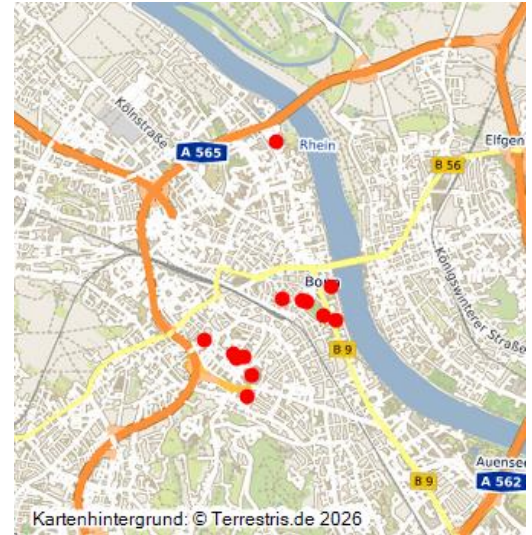 Kölnstraße
A 565
Rhein
Elfgen
B 56
Königswinterer Straße
Bonn
B 9
Auensee
B 9
A 562
Kartenhintergrund: © Terrestris.de 2026